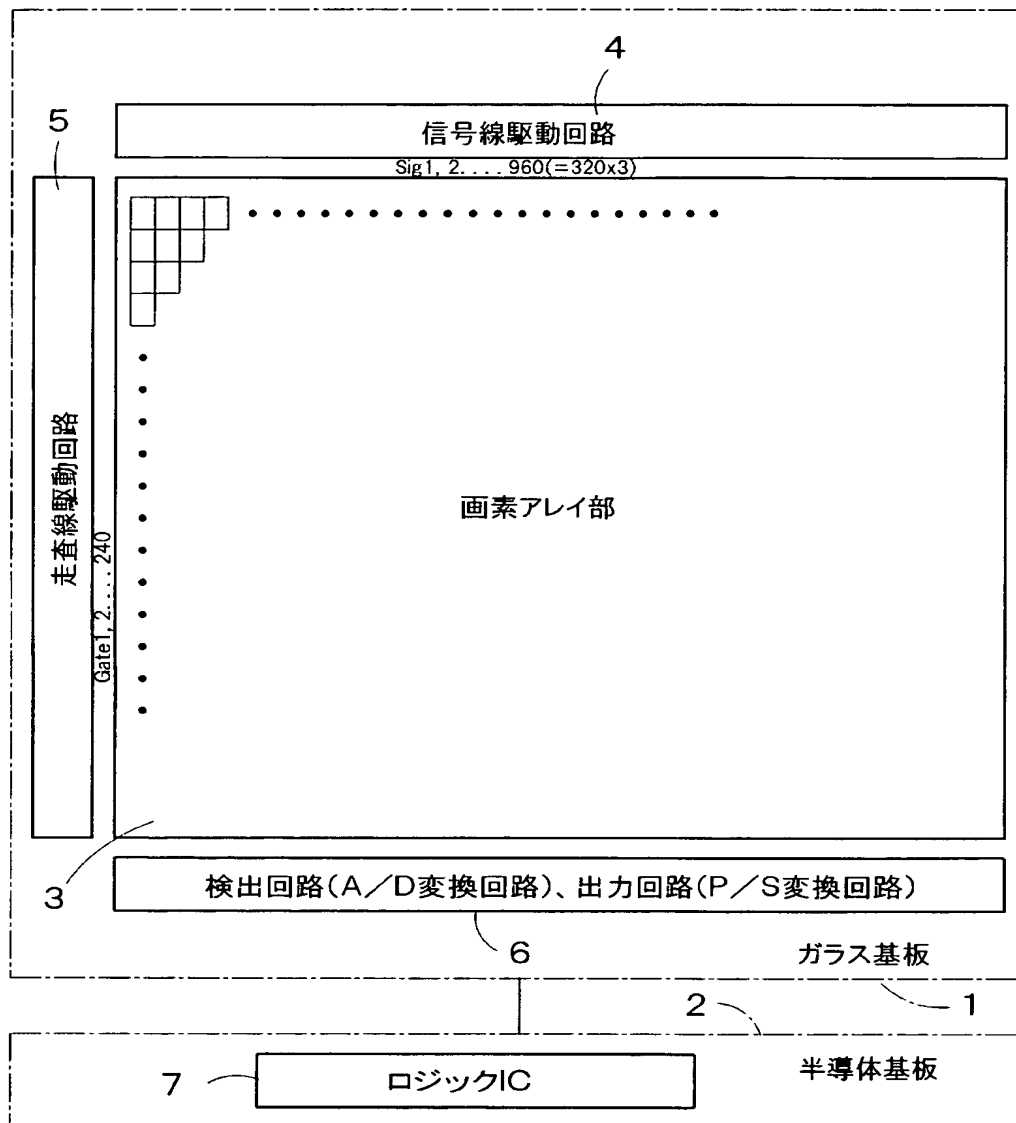 4
5
信号線駆動回路
Sig1, 2.... 960(=320x3)
走査線駆動回路
Gate1, 2.... 240
画素アレイ部
3
検出回路(A/D変換回路)、出力回路(P/S変換回路)
6
ガラス基板
1
2
半導体基板
7
ロジックIC